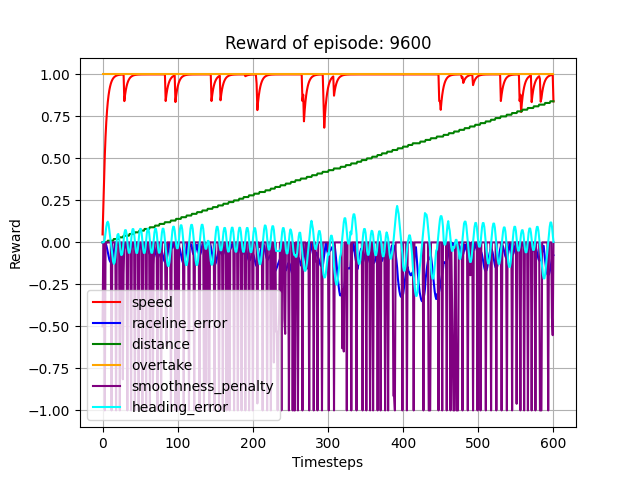 Reward of episode: 9600
Reward
1.00
0.75
0.50
0.25
0.00
−0.25
−0.50
−0.75
−1.00
speed
raceline_error
distance
overtake
smoothness_penalty
heading_error
0 100 200 300 400 500 600
Timesteps